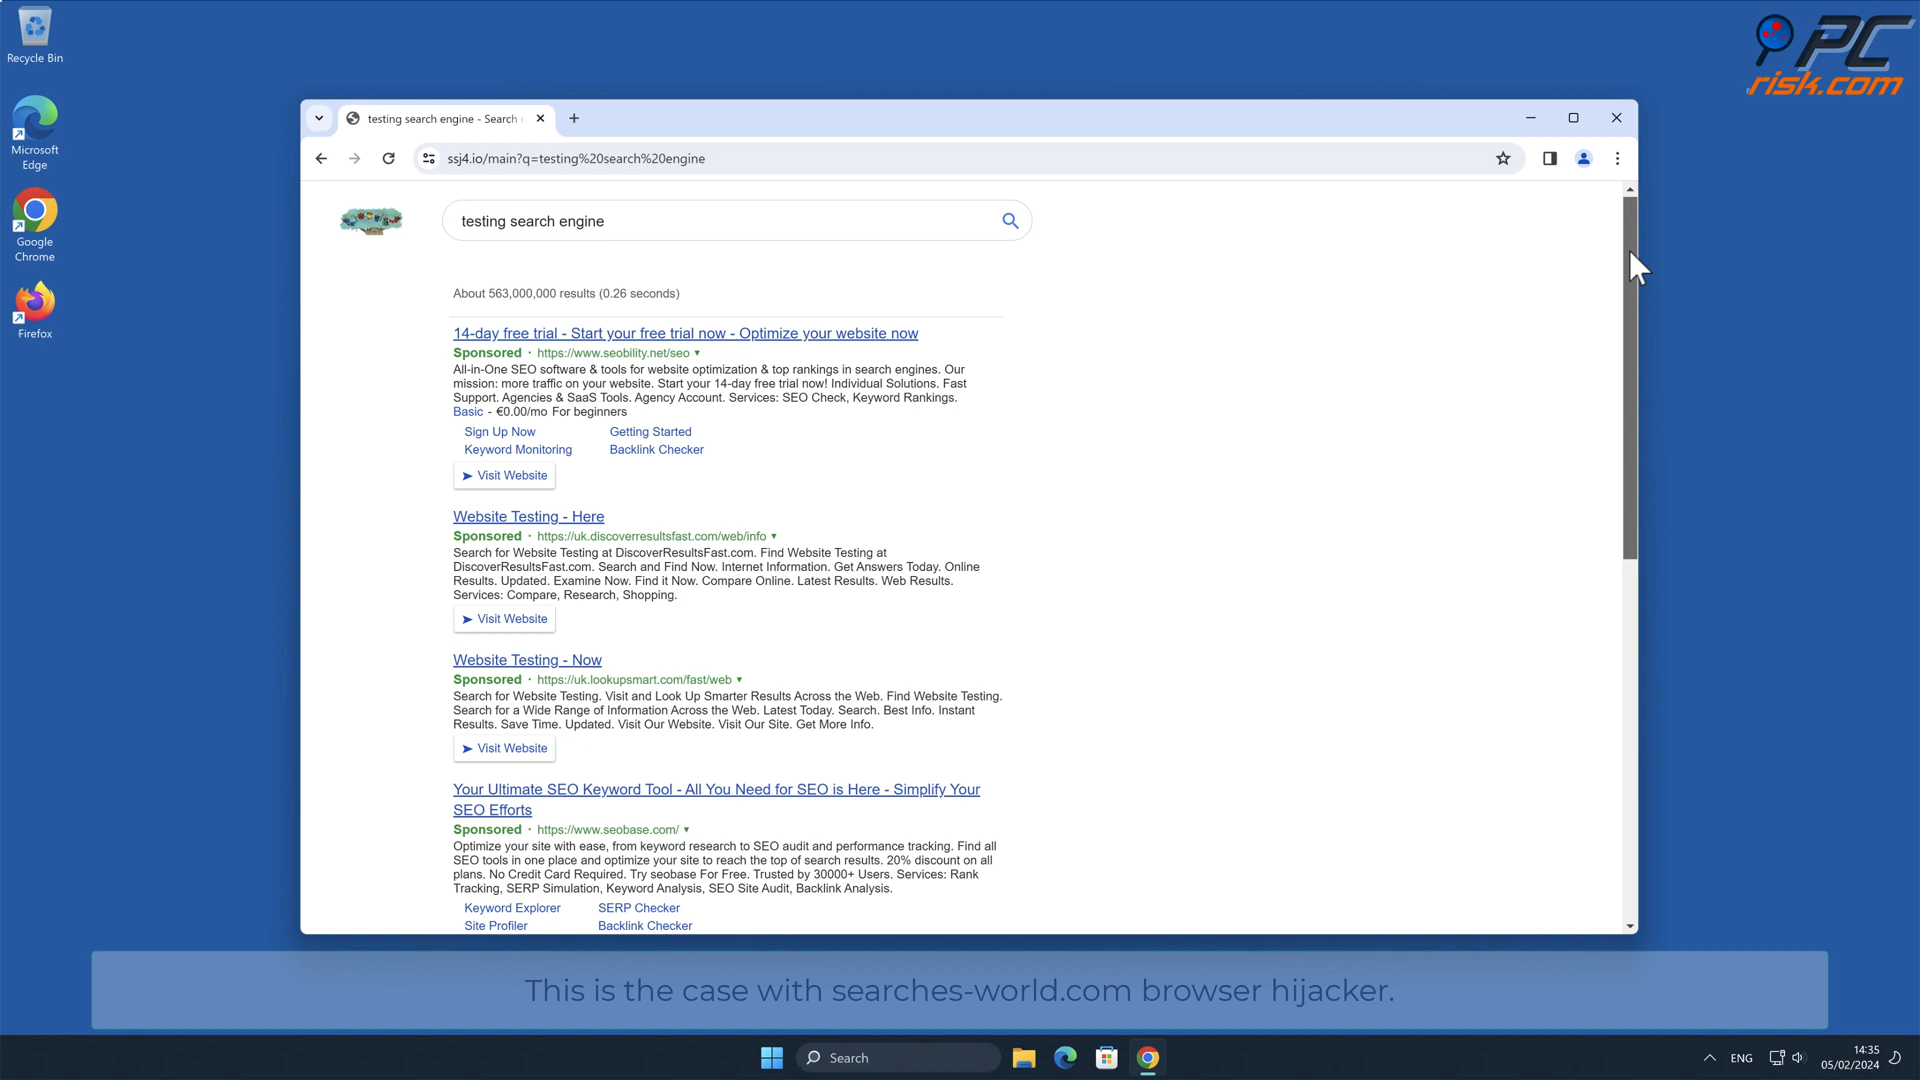 Recycle Bin
Microsoft
Edge
Google
Chrome
Firefox
PC
risk.com
testing search engine - Search r
ssj4.io/main?q=testing%20search%20engine
testing search engine
About 563,000,000 results (0.26 seconds)
14-day free trial - Start your free trial now - Optimize your website now
Sponsored · https://www.seobility.net/seo ▼
All-in-One SEO software & tools for website optimization & top rankings in search engines. Our
mission: more traffic on your website. Start your 14-day free trial now! Individual Solutions. Fast
Support. Agencies & SaaS Tools. Agency Account. Services: SEO Check, Keyword Rankings.
Basic - €0.00/mo For beginners
Sign Up Now Getting Started
Keyword Monitoring Backlink Checker
➤ Visit Website
Website Testing - Here
Sponsored · https://uk.discoverresultsfast.com/web/info ▼
Search for Website Testing at DiscoverResultsFast.com. Find Website Testing at
DiscoverResultsFast.com. Search and Find Now. Internet Information. Get Answers Today. Online
Results. Updated. Examine Now. Find it Now. Compare Online. Latest Results. Web Results.
Services: Compare, Research, Shopping.
➤ Visit Website
Website Testing - Now
Sponsored · https://uk.lookupsmart.com/fast/web ▼
Search for Website Testing. Visit and Look Up Smarter Results Across the Web. Find Website Testing.
Search for a Wide Range of Information Across the Web. Latest Today. Search. Best Info. Instant
Results. Save Time. Updated. Visit Our Website. Visit Our Site. Get More Info.
➤ Visit Website
Your Ultimate SEO Keyword Tool - All You Need for SEO is Here - Simplify Your
SEO Efforts
Sponsored · https://www.seobase.com/ ▼
Optimize your site with ease, from keyword research to SEO audit and performance tracking. Find all
SEO tools in one place and optimize your site to reach the top of search results. 20% discount on all
plans. No Credit Card Required. Try seobase For Free. Trusted by 30000+ Users. Services: Rank
Tracking, SERP Simulation, Keyword Analysis, SEO Site Audit, Backlink Analysis.
Keyword Explorer SERP Checker
Site Profiler Backlink Checker
This is the case with searches-world.com browser hijacker.
Search
ENG
14:35
05/02/2024